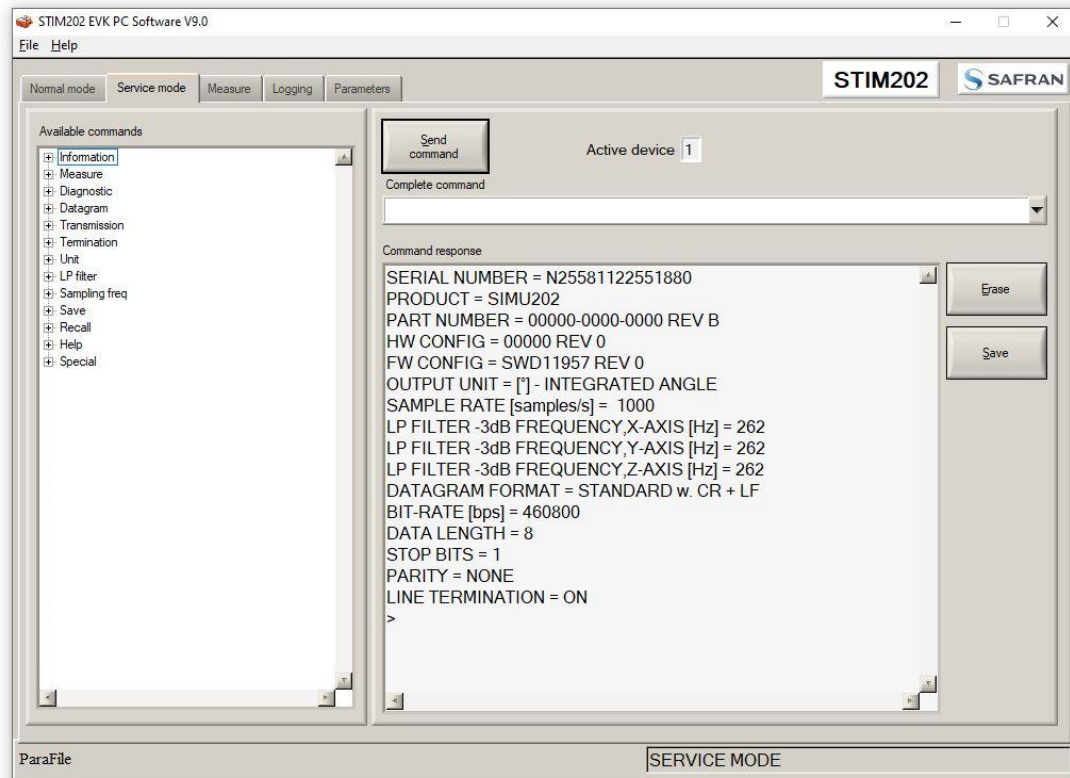 STIM202 EVK PC Software V9.0
File Help
Normal mode Service mode Measure Logging Parameters
STIM202
SAFRAN
Available commands
Information
Measure
Diagnostic
Datagram
Transmission
Termination
Unit
LP filter
Sampling freq
Save
Recall
Help
Special
Send
command
Active device 1
Complete command
Command response
SERIAL NUMBER = N25581122551880
PRODUCT = SIMU202
PART NUMBER = 00000-0000-0000 REV B
HW CONFIG = 00000 REV 0
FW CONFIG = SWD11957 REV 0
OUTPUT UNIT = [°] - INTEGRATED ANGLE
SAMPLE RATE [samples/s] = 1000
LP FILTER -3dB FREQUENCY,X-AXIS [Hz] = 262
LP FILTER -3dB FREQUENCY,Y-AXIS [Hz] = 262
LP FILTER -3dB FREQUENCY,Z-AXIS [Hz] = 262
DATAGRAM FORMAT = STANDARD w. CR + LF
BIT-RATE [bps] = 460800
DATA LENGTH = 8
STOP BITS = 1
PARITY = NONE
LINE TERMINATION = ON
>
Erase
Save
ParaFile
SERVICE MODE